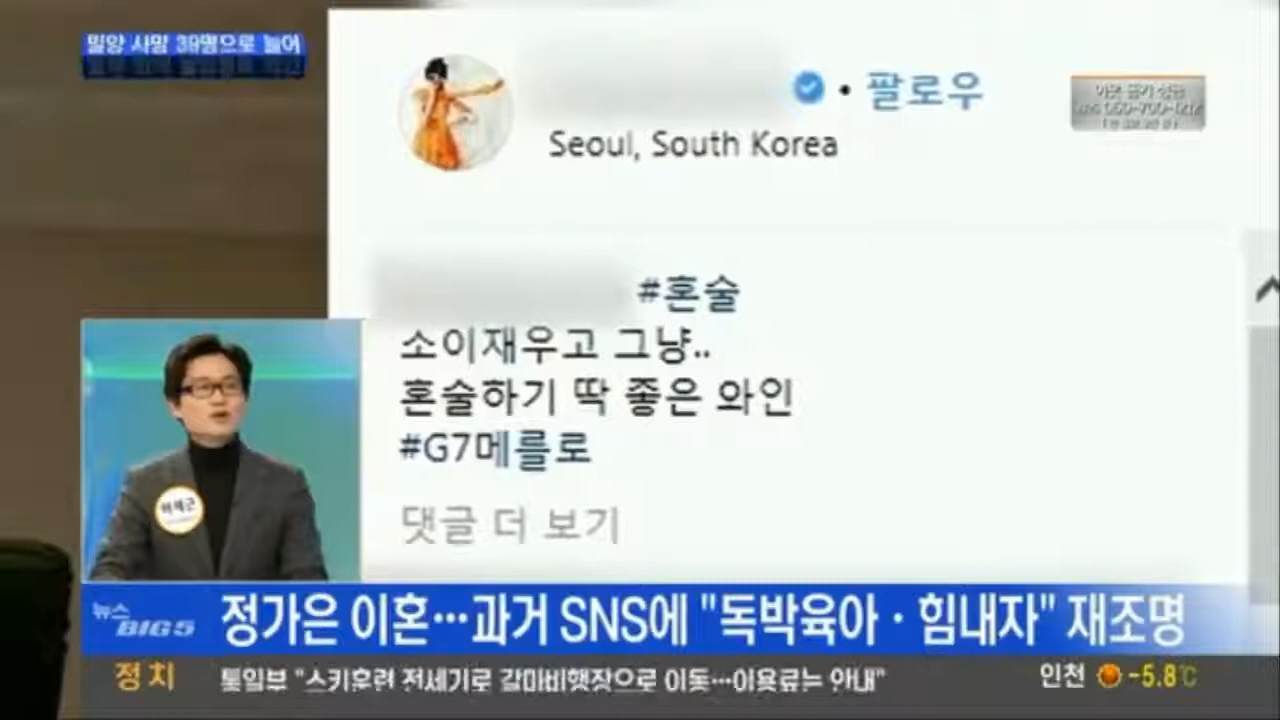 밀양 사망 39명으로 늘어
팔로우
Seoul, South Korea
#혼술
소이재우고 그냥..
혼술하기 딱 좋은 와인
#G7메를로
댓글 더 보기
뉴스 BIG 5
정가은 이혼…과거 SNS에 "독박육아·힘내자" 재조명
정치
통일부 "스키훈련 전세기로 갈마비행장으로 이동…이용료는 안내"
인천 -5.8℃